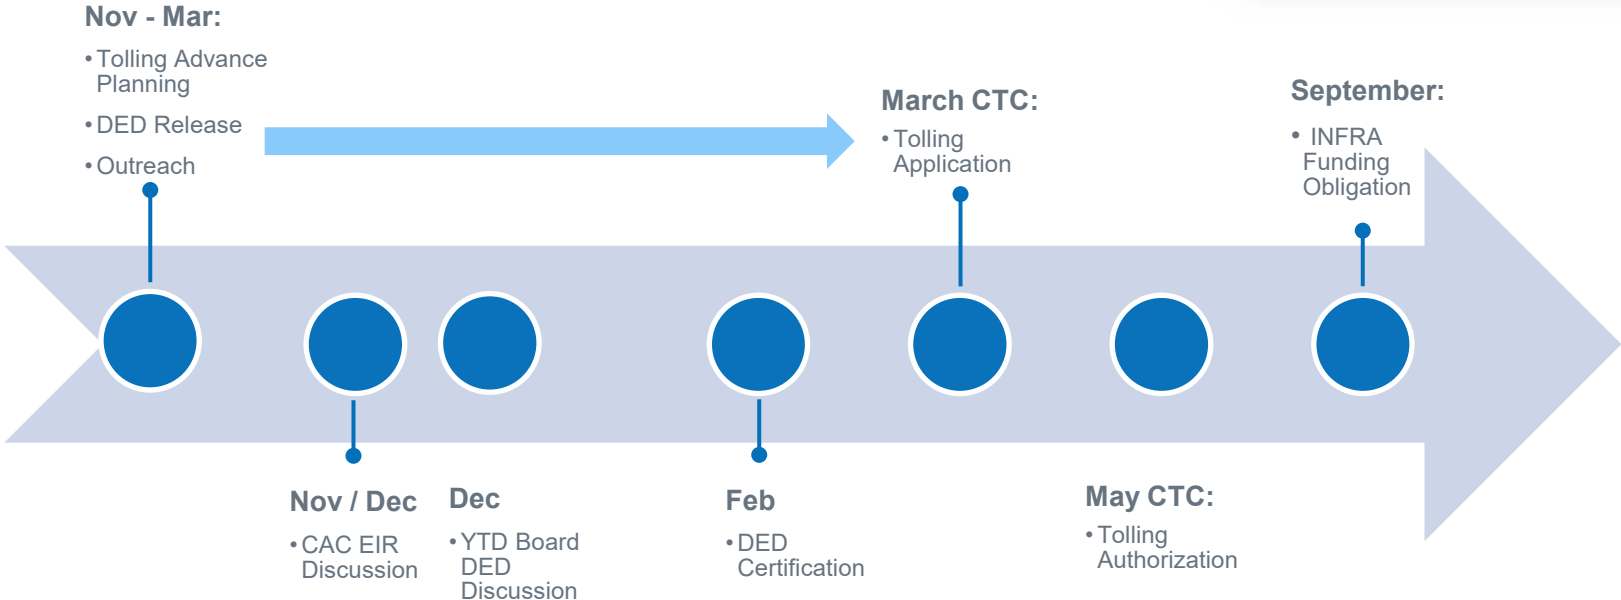 Nov - Mar:
• Tolling Advance
Planning
• DED Release
• Outreach
March CTC:
• Tolling
Application
September:
• INFRA
Funding
Obligation
Nov / Dec
• CAC EIR
Discussion
Dec
• YTD Board
DED
Discussion
Feb
• DED
Certification
May CTC:
• Tolling
Authorization